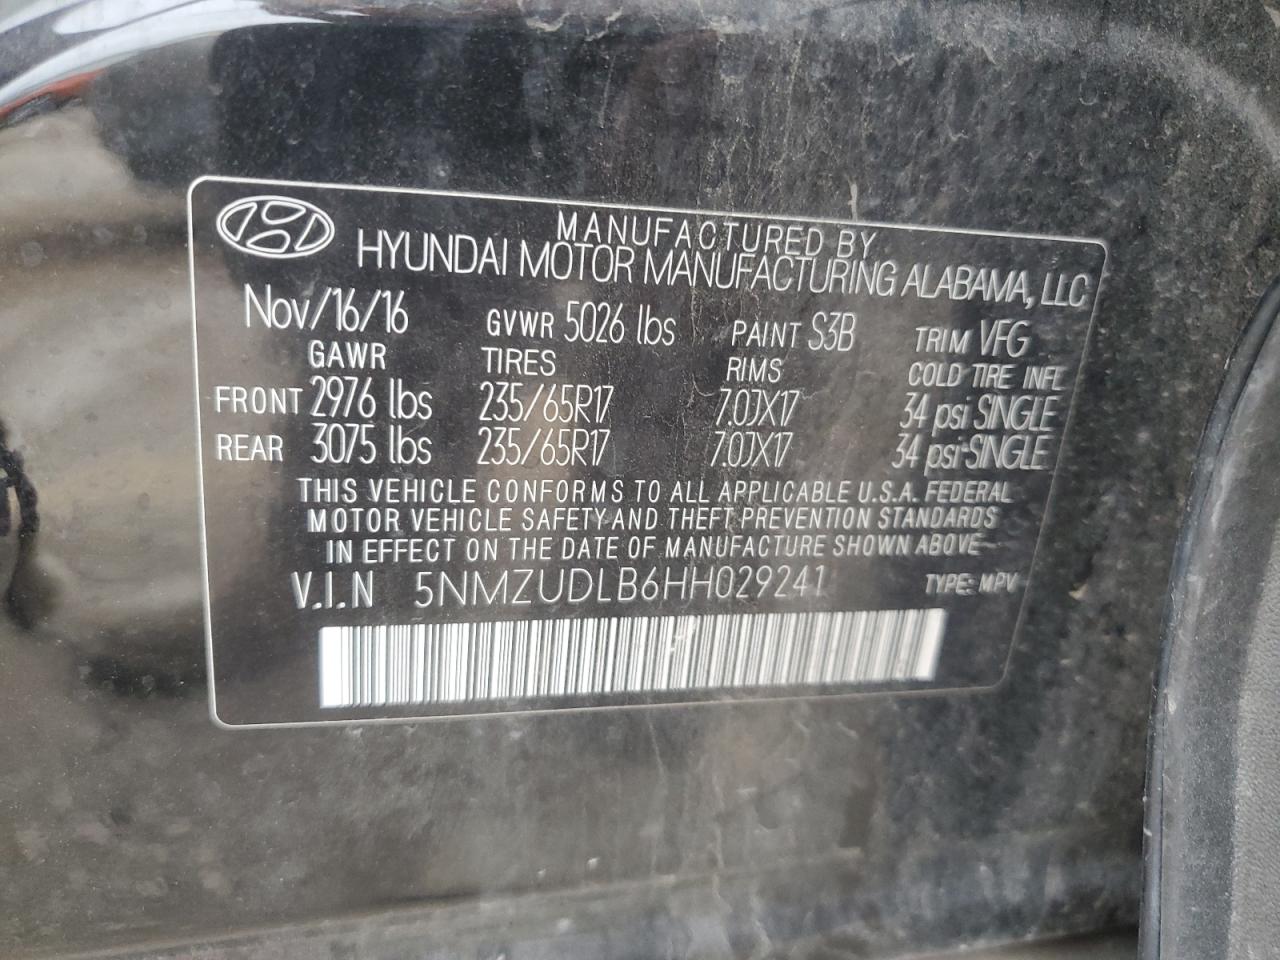 MANUFACTURED BY
HYUNDAI MOTOR MANUFACTURING ALABAMA, LLC
Nov/16/16 GVWR 5026 lbs PAINT S3B TRIM VFG
GAWR TIRES RIMS COLD TIRE INFL
FRONT 2976 lbs 235/65R17 7.0JX17 34 psi SINGLE
REAR 3075 lbs 235/65R17 7.0JX17 34 psi SINGLE
THIS VEHICLE CONFORMS TO ALL APPLICABLE U.S.A. FEDERAL
MOTOR VEHICLE SAFETY AND THEFT PREVENTION STANDARDS
IN EFFECT ON THE DATE OF MANUFACTURE SHOWN ABOVE
V.I.N 5NMZUDLB6HH029241 TYPE: MPV